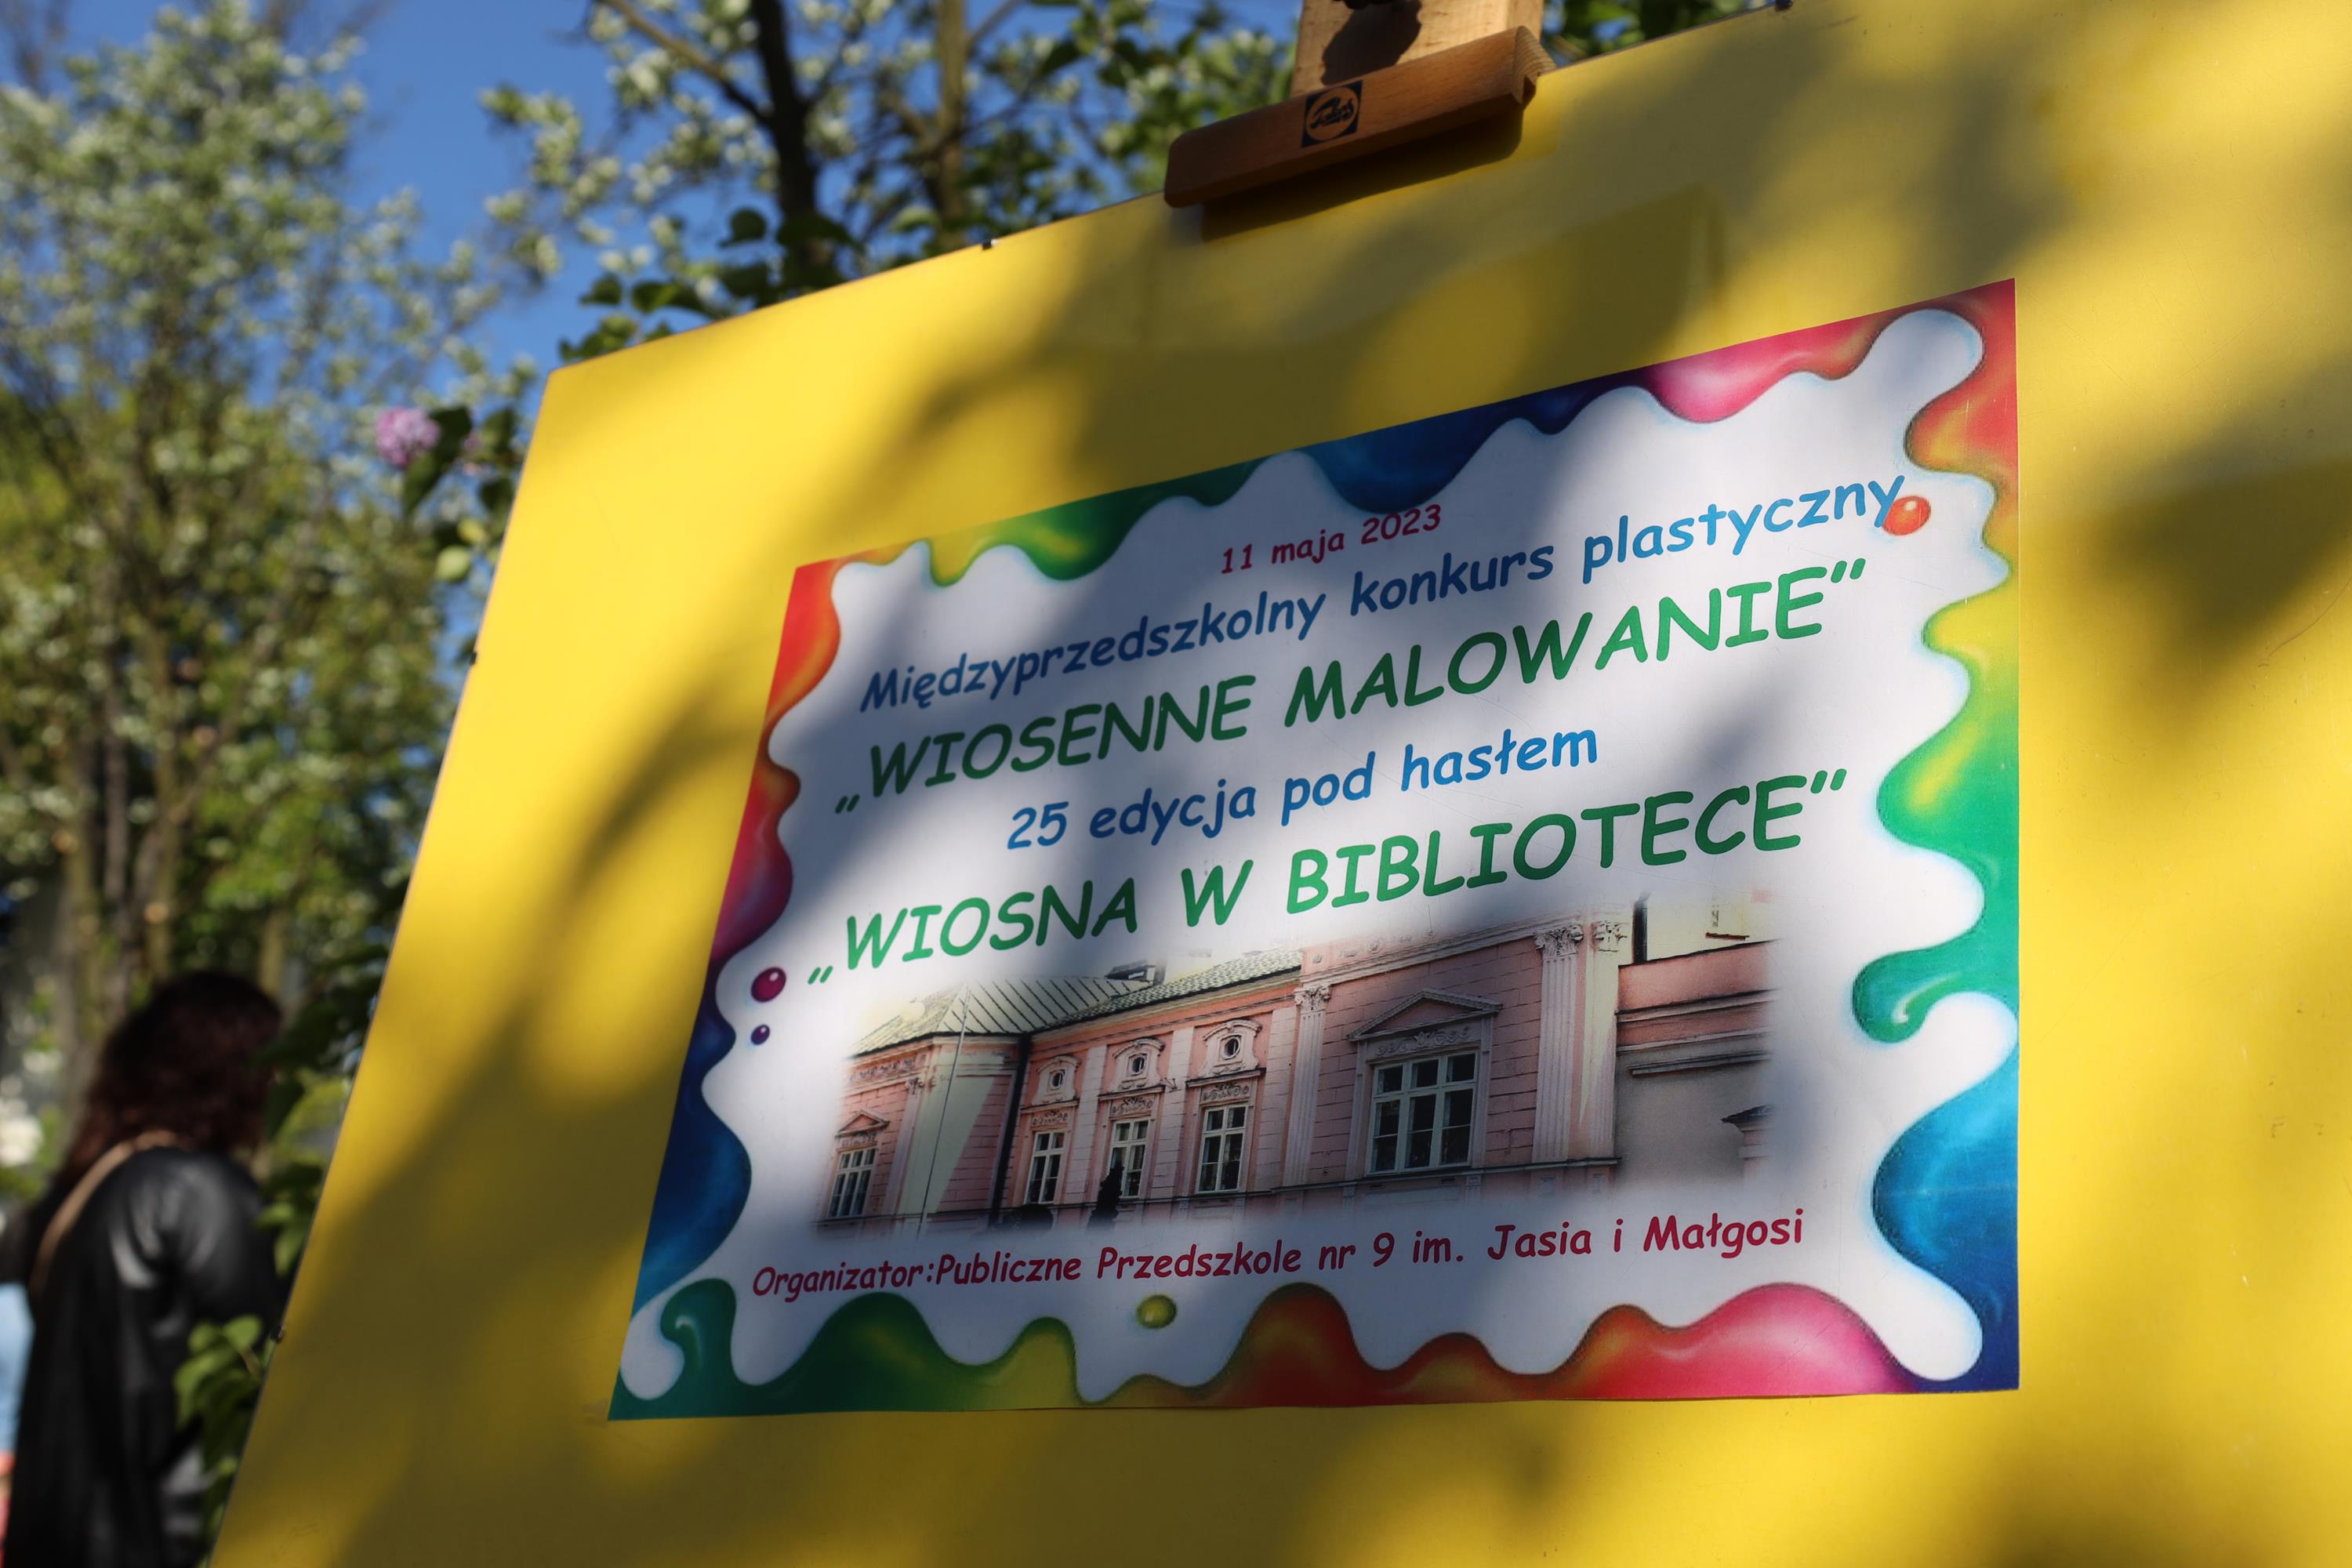 11 maja 2023
Międzyprzedszkolny konkurs plastyczny
„WIOSENNE MALOWANIE”
25 edycja pod hasłem
„WIOSNA W BIBLIOTECE”
Organizator:Publiczne Przedszkole nr 9 im. Jasia i Małgosi